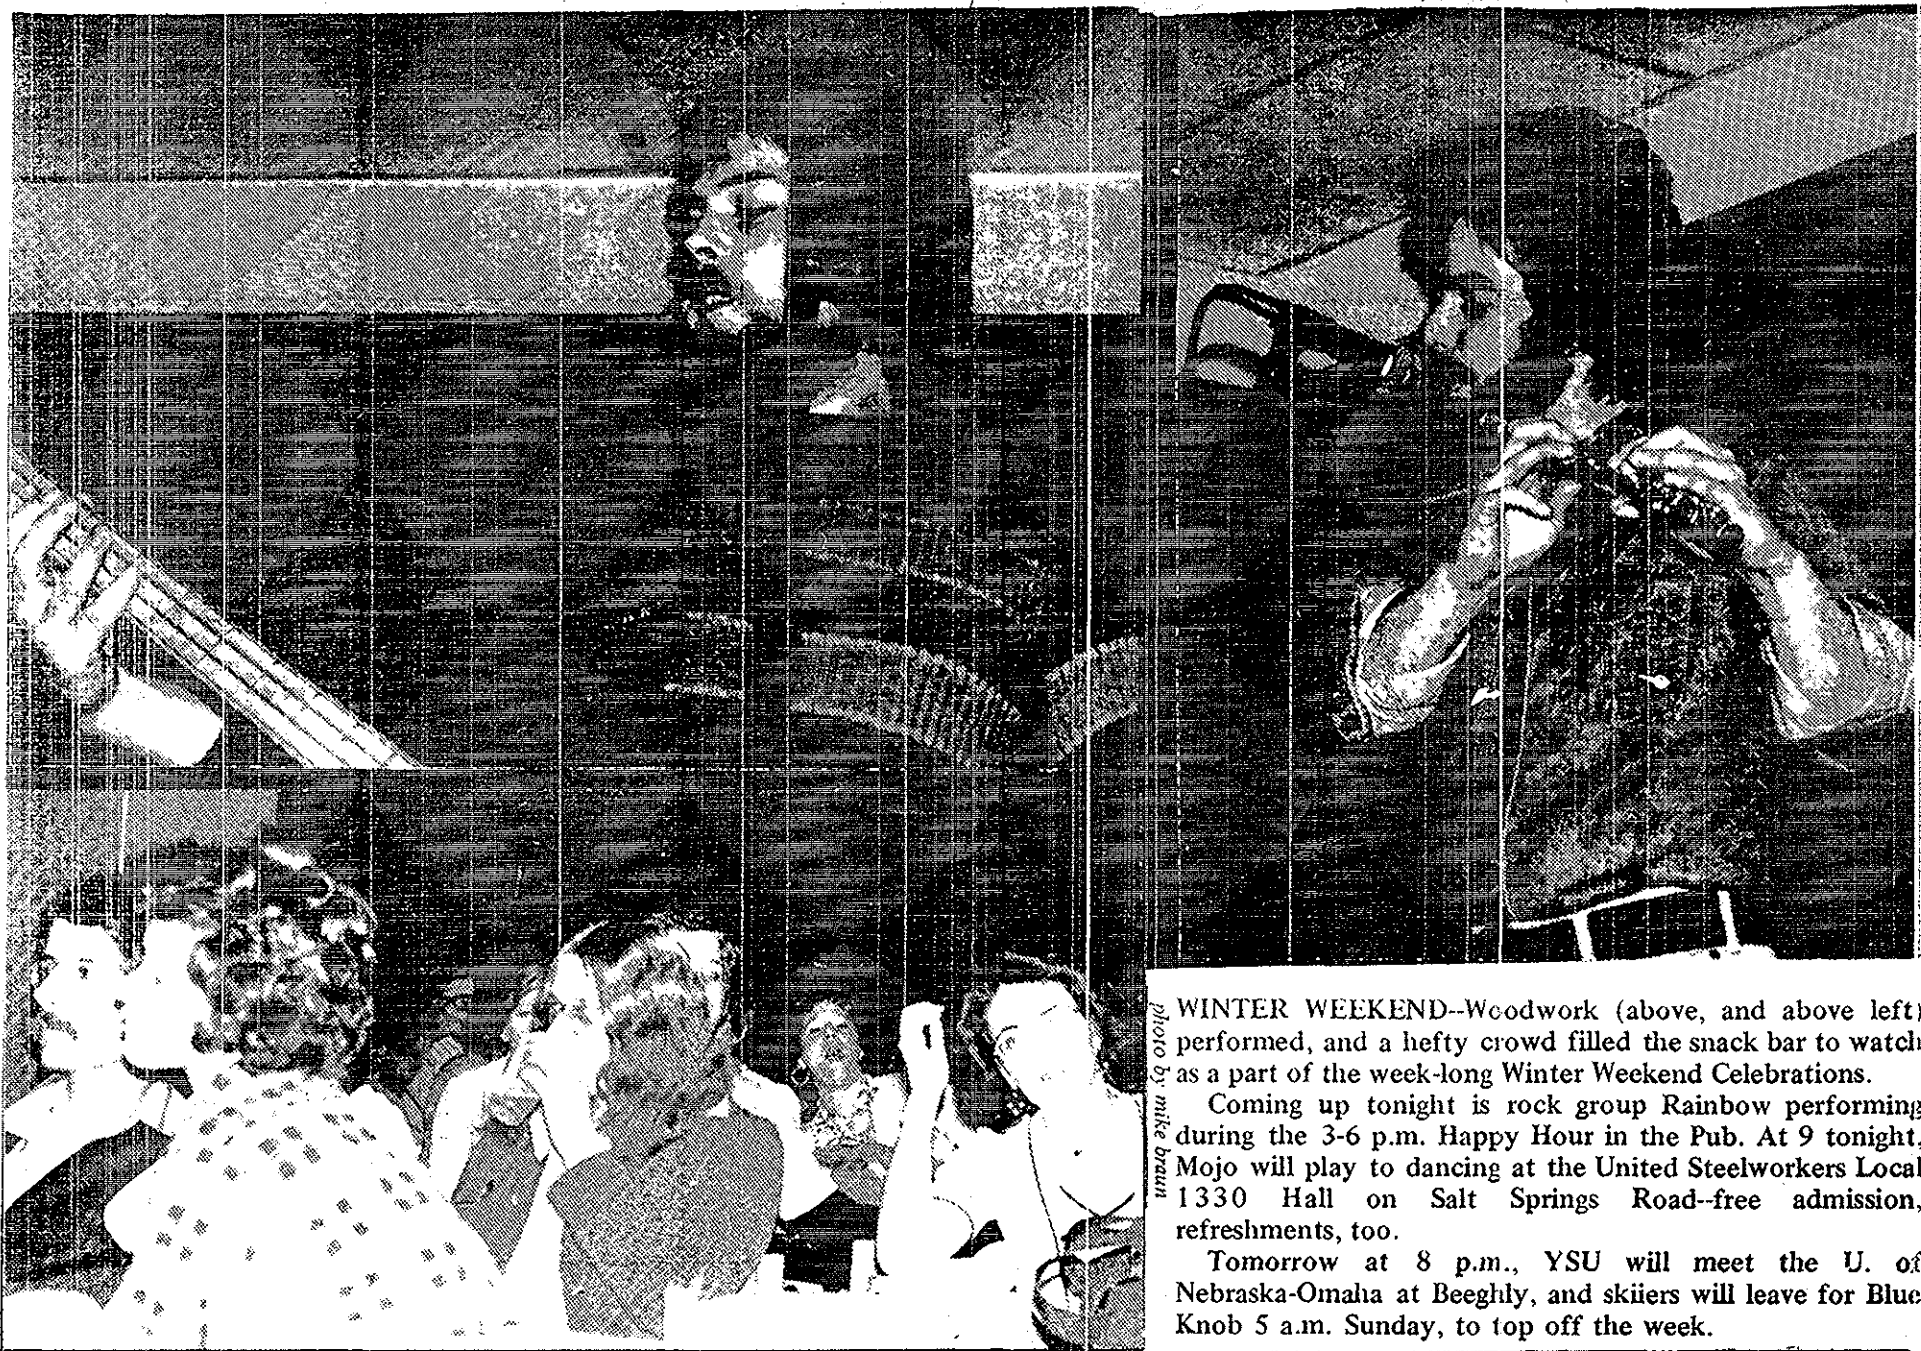 WINTER WEEKEND--Woodwork (above, and above left)
performed, and a hefty crowd filled the snack bar to watch
as a part of the week-long Winter Weekend Celebrations.
Coming up tonight is rock group Rainbow performing
during the 3-6 p.m. Happy Hour in the Pub. At 9 tonight,
Mojo will play to dancing at the United Steelworkers Local
1330 Hall on Salt Springs Road--free admission,
refreshments, too.
Tomorrow at 8 p.m., YSU will meet the U. of
Nebraska-Omaha at Beeghly, and skiiers will leave for Blue
Knob 5 a.m. Sunday, to top off the week.
photo by mike braun